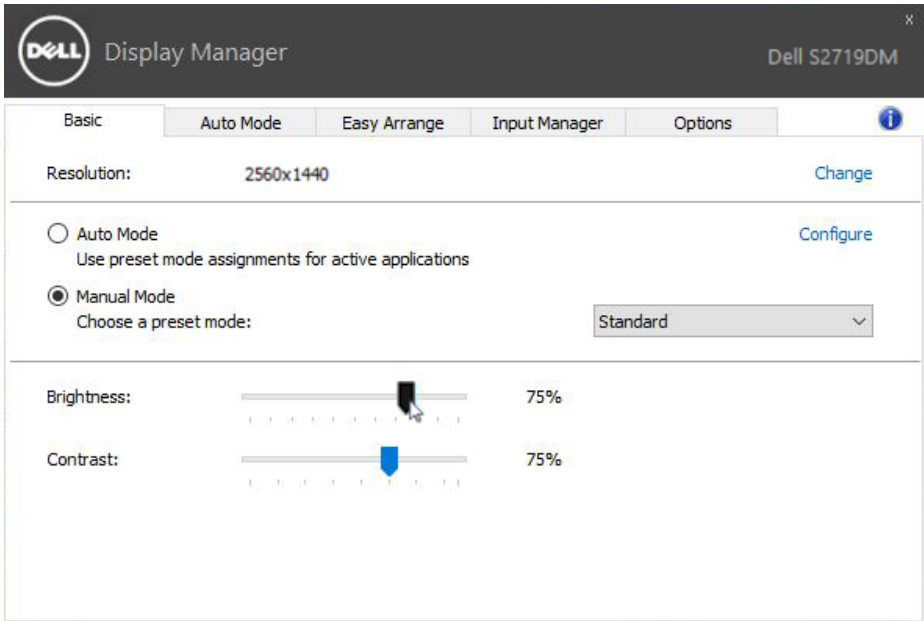 x
DELL Display Manager
Dell S2719DM
Basic Auto Mode Easy Arrange Input Manager Options i
Resolution: 2560x1440 Change
Auto Mode Configure
Use preset mode assignments for active applications
Manual Mode
Choose a preset mode: Standard
Brightness: 75%
Contrast: 75%